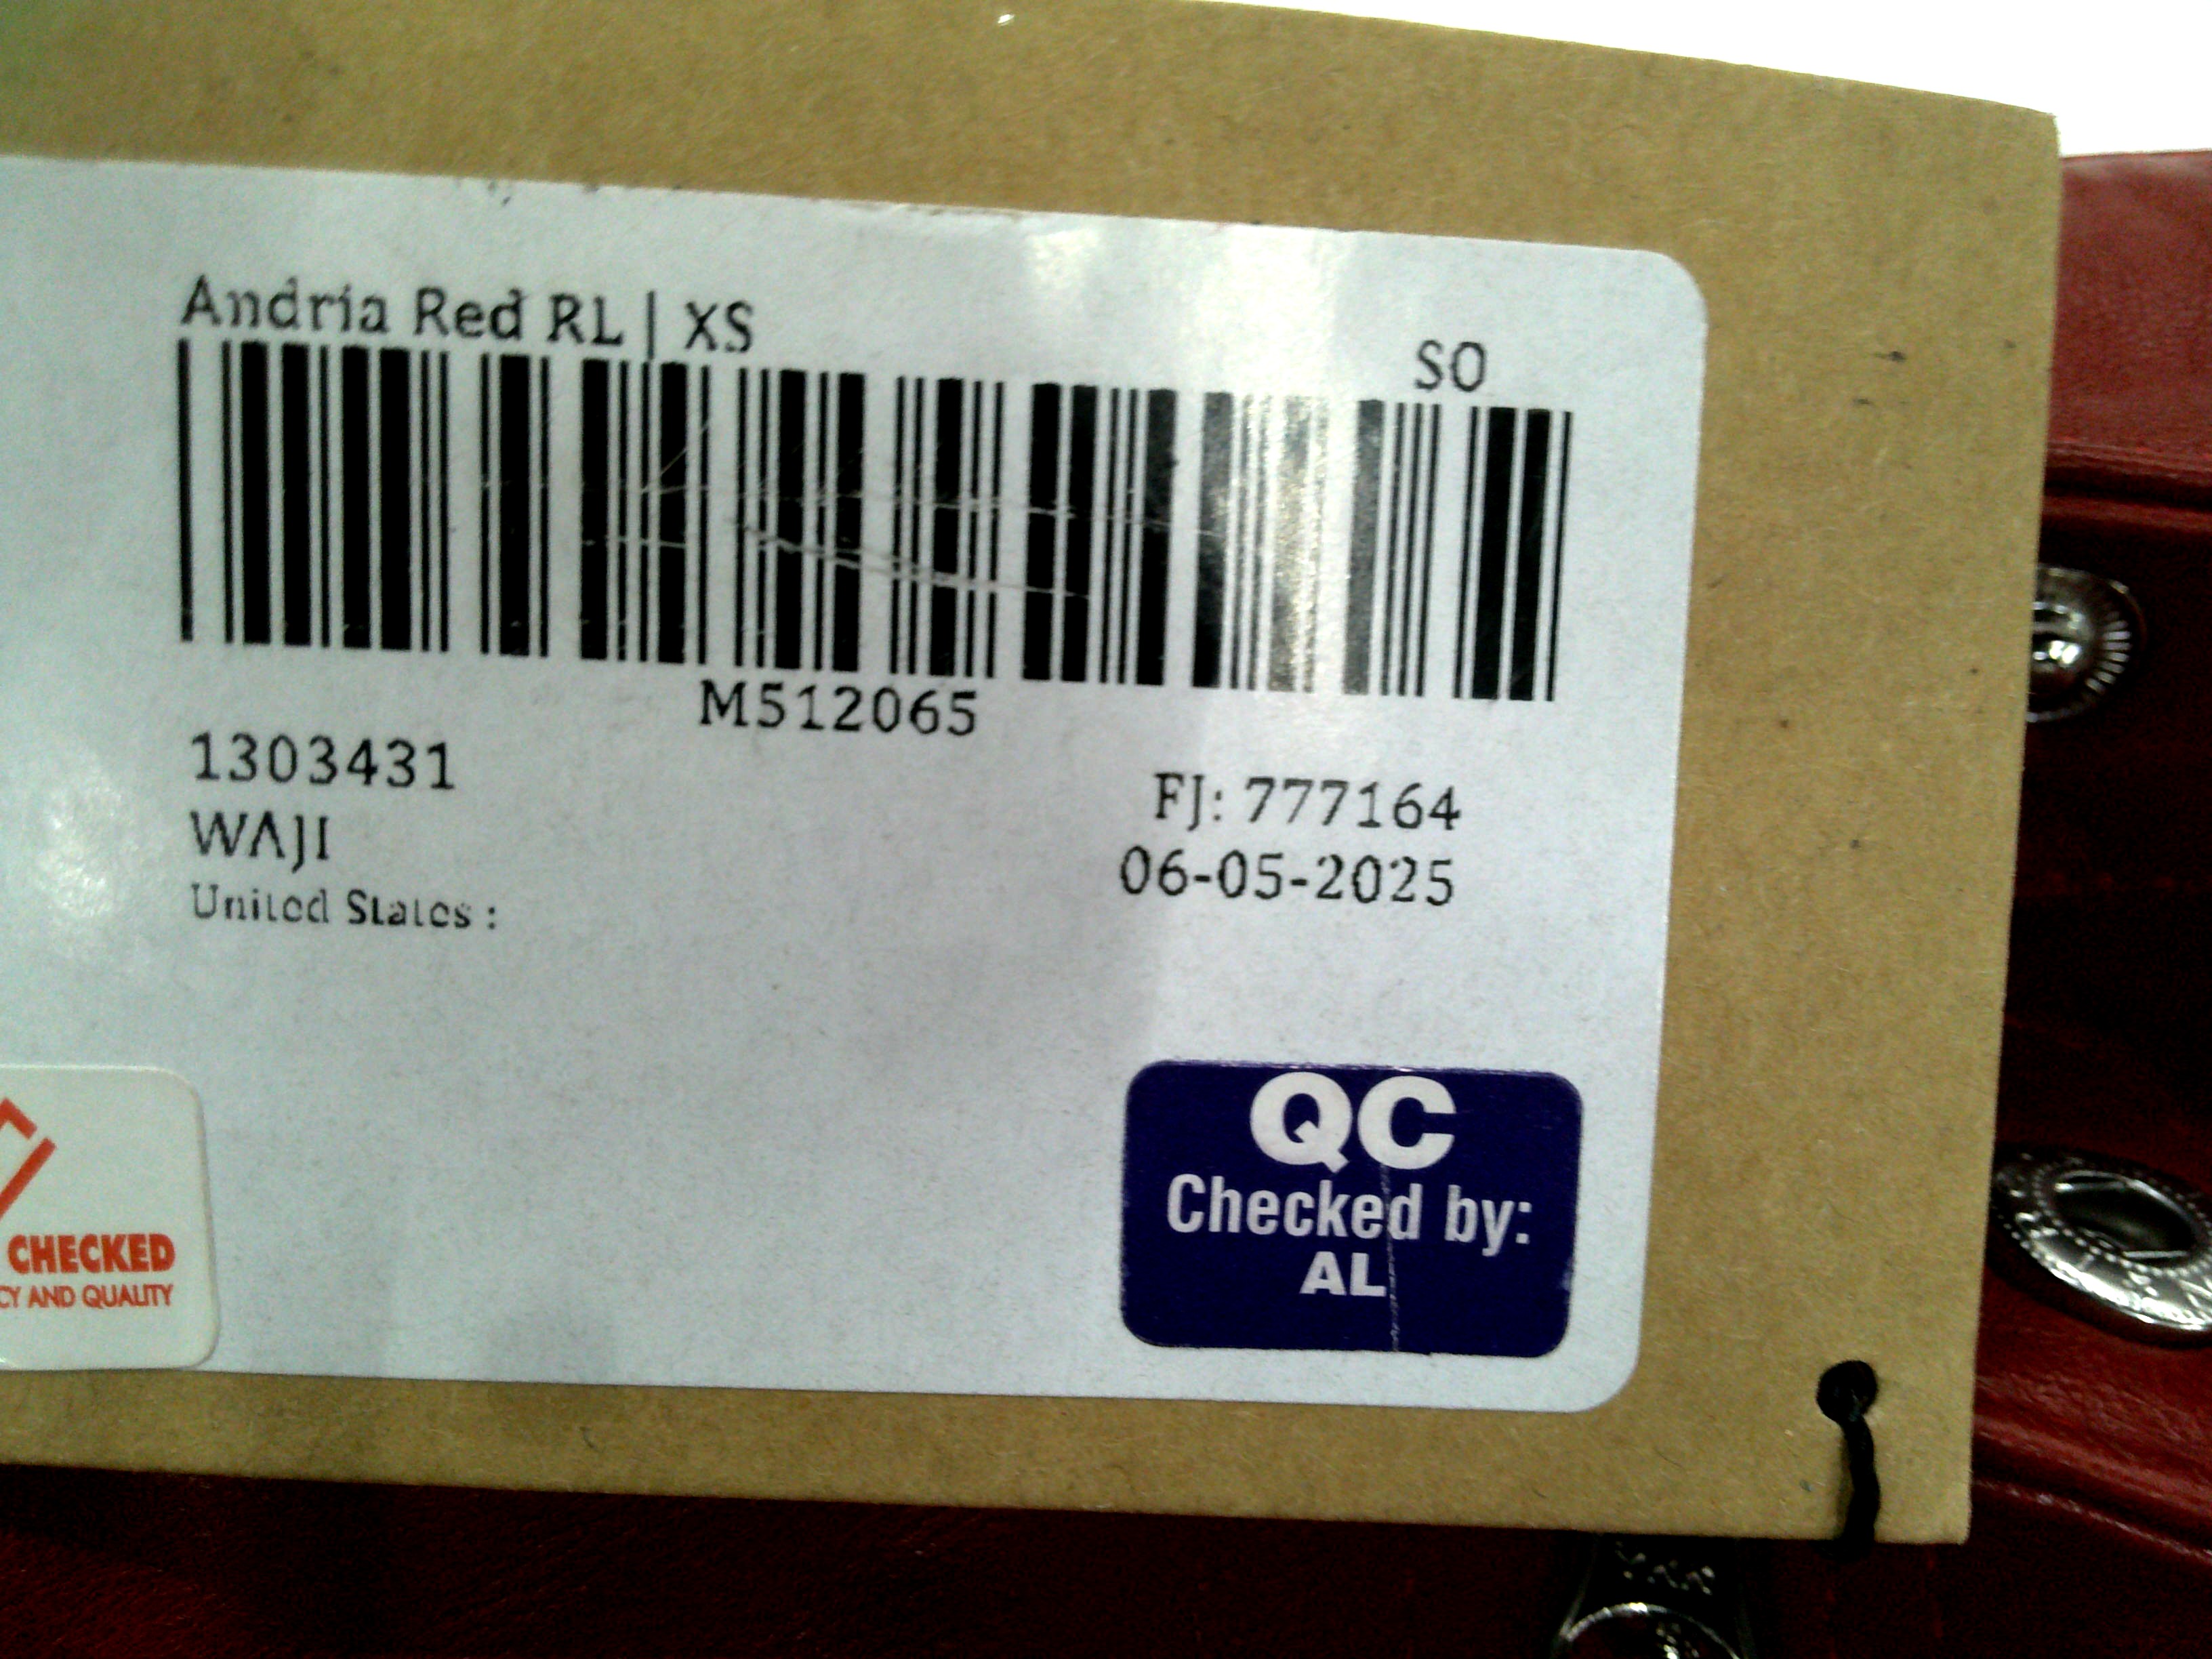 Andria Red RL | XS
SO
M512065
1303431
FJ: 777164
WAJI
06-05-2025
United States :
QC
Checked by:
AL
CHECKED
CY AND QUALITY
YKK